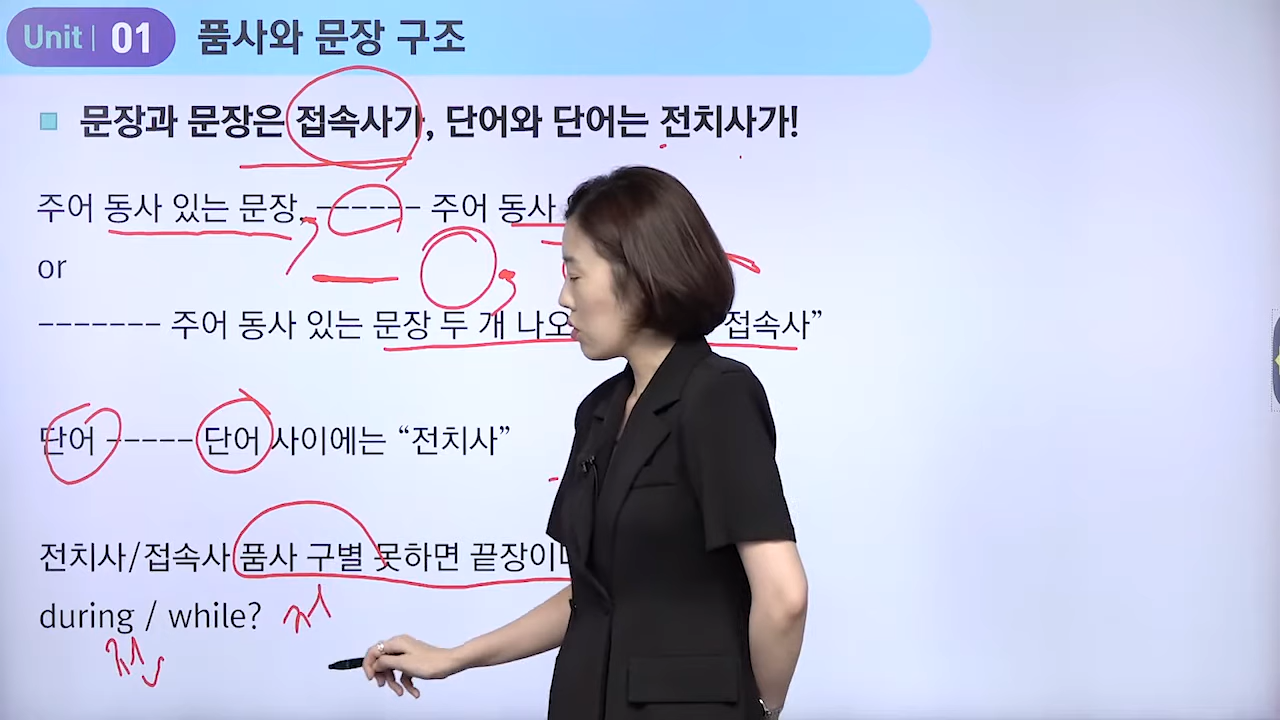 Unit | 01 품사와 문장 구조
문장과 문장은 접속사가, 단어와 단어는 전치사가!
주어 동사 있는 문장, ------ 주어 동사
or
------- 주어 동사 있는 문장 두 개 나오 접속사”
단어 ----- 단어 사이에는 “전치사”
전치사/접속사 품사 구별 못하면 끝장이
during / while?